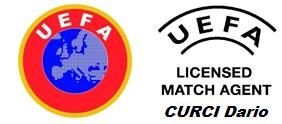 UEFA
UEFA
LICENSED
MATCH AGENT
CURCI Dario